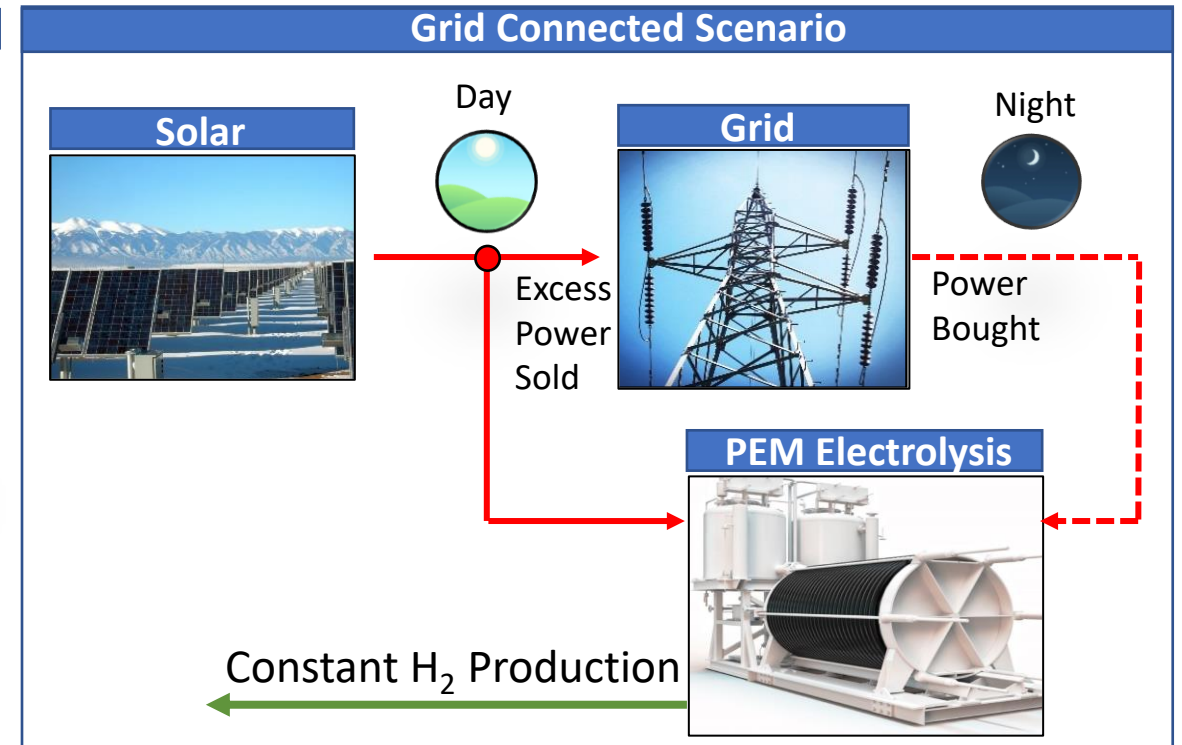 Grid Connected Scenario
Day
Night
Solar
Grid
Excess
Power
Sold
Power
Bought
PEM Electrolysis
Constant H₂ Production